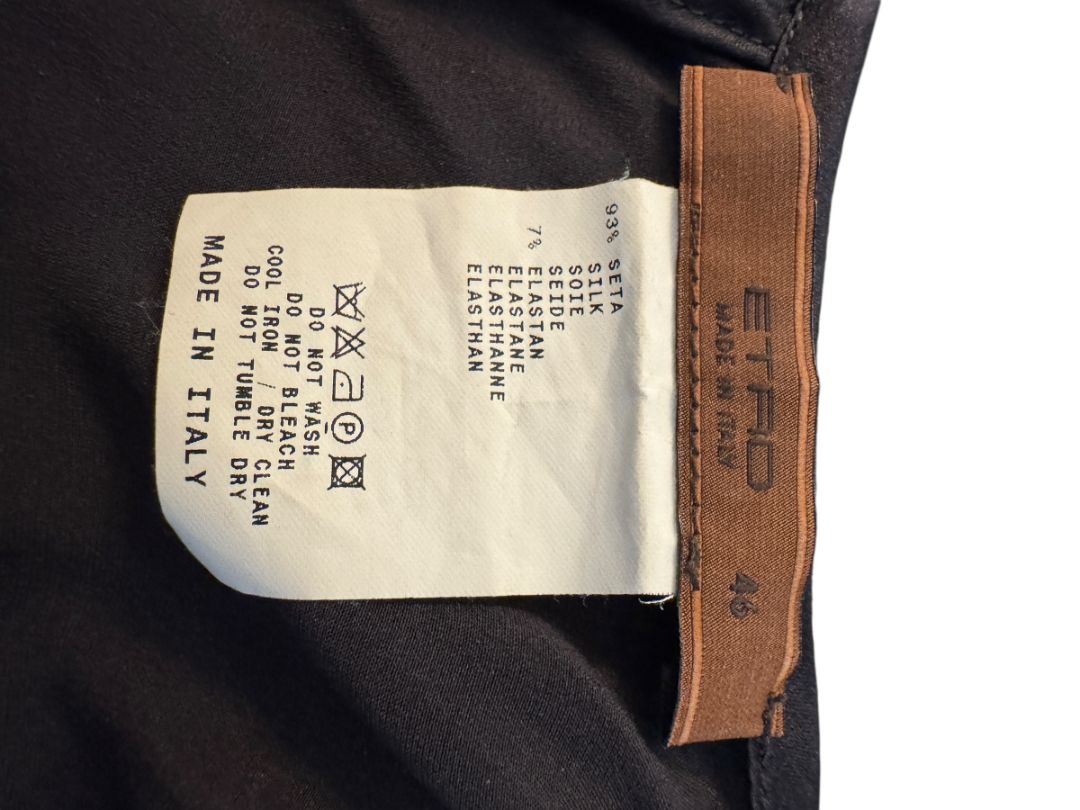 ETRO
MADE IN ITALY
46
93% SETA
SILK
SOIE
SEIDE
7% ELASTAN
ELASTANE
ELASTHANNE
ELASTHAN
P
DO NOT WASH
DO NOT BLEACH
COOL IRON / DRY CLEAN
DO NOT TUMBLE DRY
MADE IN ITALY